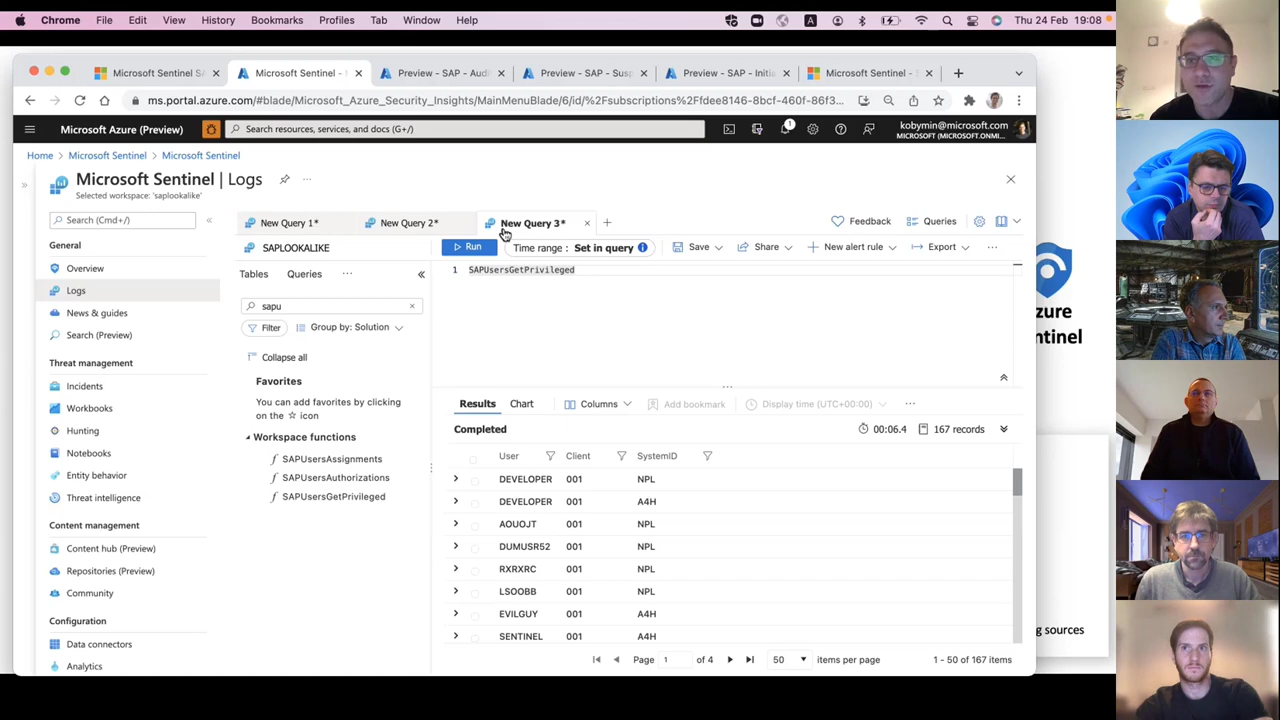 Chrome File Edit View History Bookmarks Profiles Tab Window Help A Thu 24 Feb 19:08
Microsoft Sentinel SA × Microsoft Sentinel - × Preview - SAP - Audi × Preview - SAP - Sus × Preview - SAP - Initia × Microsoft Sentinel - ×
ms.portal.azure.com/#blade/Microsoft_Azure_Security_Insights/MainMenuBlade/6/id/%2Fsubscriptions%2Ffdee8146-8bcf-460f-86f3...
Microsoft Azure (Preview) Search resources, services, and docs (G+/) 1 kobymin@microsoft.com
MICROSOFT (MICROSOFT.ONMI...
Home > Microsoft Sentinel > Microsoft Sentinel
Microsoft Sentinel | Logs ...
Selected workspace: 'saplookalike'
Search (Cmd+/) «
New Query 1* New Query 2* New Query 3* × + Feedback Queries
SAPLOOKALIKE Run Time range : Set in query Save Share New alert rule Export ...
General
Overview
Logs
News & guides
Search (Preview)
Threat management
Incidents
Workbooks
Hunting
Notebooks
Entity behavior
Threat intelligence
Content management
Content hub (Preview)
Repositories (Preview)
Community
Configuration
Data connectors
Analytics
Tables Queries ... «
sapu ×
Filter Group by: Solution
Collapse all
Favorites
You can add favorites by clicking
on the ☆ icon
Workspace functions
SAPUsersAssignments
SAPUsersAuthorizations
SAPUsersGetPrivileged
1 SAPUsersGetPrivileged
Results Chart Columns Add bookmark Display time (UTC+00:00) ...
Completed 00:06.4 167 records
User Client SystemID
DEVELOPER 001 NPL
DEVELOPER 001 A4H
AOUOJT 001 NPL
DUMUSR52 001 NPL
RXRXRC 001 NPL
LSOOBB 001 NPL
EVILGUY 001 A4H
SENTINEL 001 A4H
Page 1 of 4 50 items per page 1 - 50 of 167 items
zure
ntinel
g sources